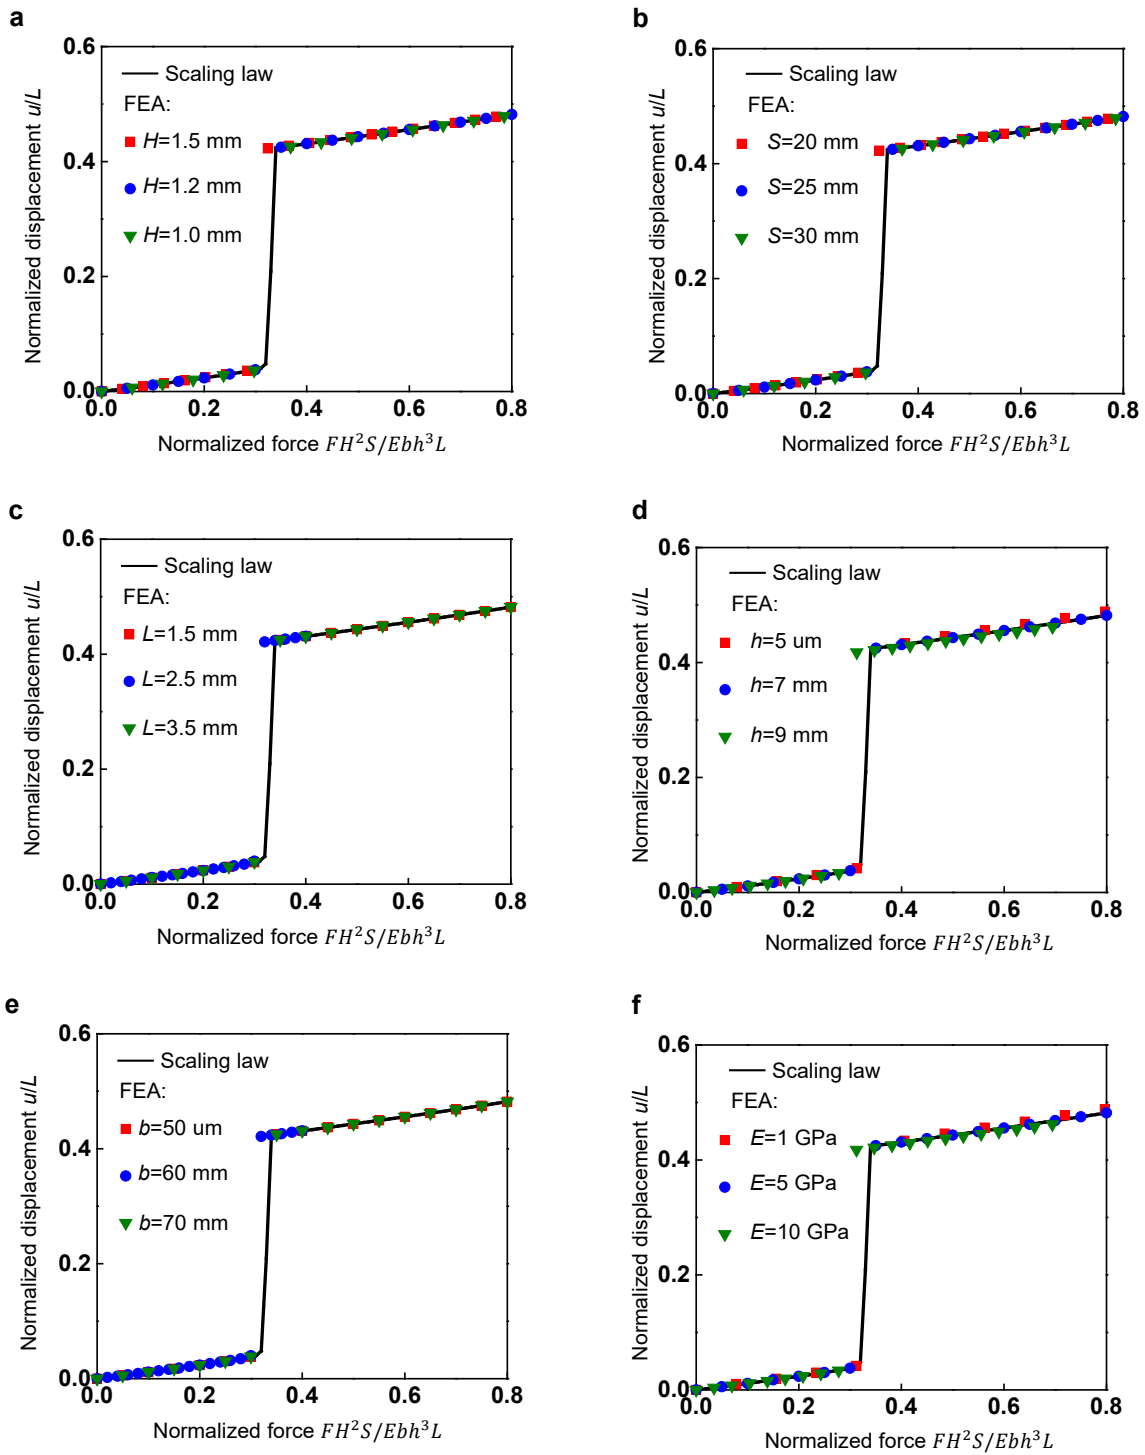 a
0.6
0.4
0.2
0.0
Normalized displacement u/L
Scaling law
FEA:
H=1.5 mm
H=1.2 mm
H=1.0 mm
0.0 0.2 0.4 0.6 0.8
Normalized force FH²S/Ebh³L
b
0.6
0.4
0.2
0.0
Normalized displacement u/L
Scaling law
FEA:
S=20 mm
S=25 mm
S=30 mm
0.0 0.2 0.4 0.6 0.8
Normalized force FH²S/Ebh³L
c
0.6
0.4
0.2
0.0
Normalized displacement u/L
Scaling law
FEA:
L=1.5 mm
L=2.5 mm
L=3.5 mm
0.0 0.2 0.4 0.6 0.8
Normalized force FH²S/Ebh³L
d
0.6
0.4
0.2
0.0
Normalized displacement u/L
Scaling law
FEA:
h=5 um
h=7 mm
h=9 mm
0.0 0.2 0.4 0.6 0.8
Normalized force FH²S/Ebh³L
e
0.6
0.4
0.2
0.0
Normalized displacement u/L
Scaling law
FEA:
b=50 um
b=60 mm
b=70 mm
0.0 0.2 0.4 0.6 0.8
Normalized force FH²S/Ebh³L
f
0.6
0.4
0.2
0.0
Normalized displacement u/L
Scaling law
FEA:
E=1 GPa
E=5 GPa
E=10 GPa
0.0 0.2 0.4 0.6 0.8
Normalized force FH²S/Ebh³L